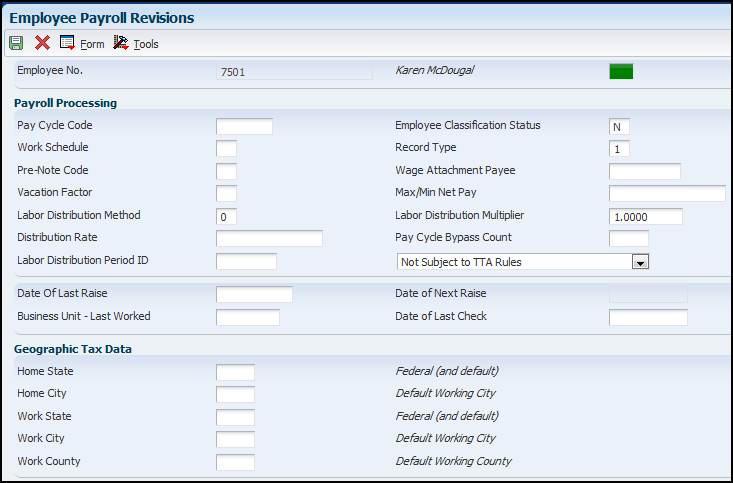 Employee Payroll Revisions
Form Tools
Employee No. 7501 Karen McDougal
Payroll Processing
Pay Cycle Code Employee Classification Status N
Work Schedule Record Type 1
Pre-Note Code Wage Attachment Payee
Vacation Factor Max/Min Net Pay
Labor Distribution Method 0 Labor Distribution Multiplier 1.0000
Distribution Rate Pay Cycle Bypass Count
Labor Distribution Period ID Not Subject to TTA Rules
Date Of Last Raise Date of Next Raise
Business Unit - Last Worked Date of Last Check
Geographic Tax Data
Home State Federal (and default)
Home City Default Working City
Work State Federal (and default)
Work City Default Working City
Work County Default Working County